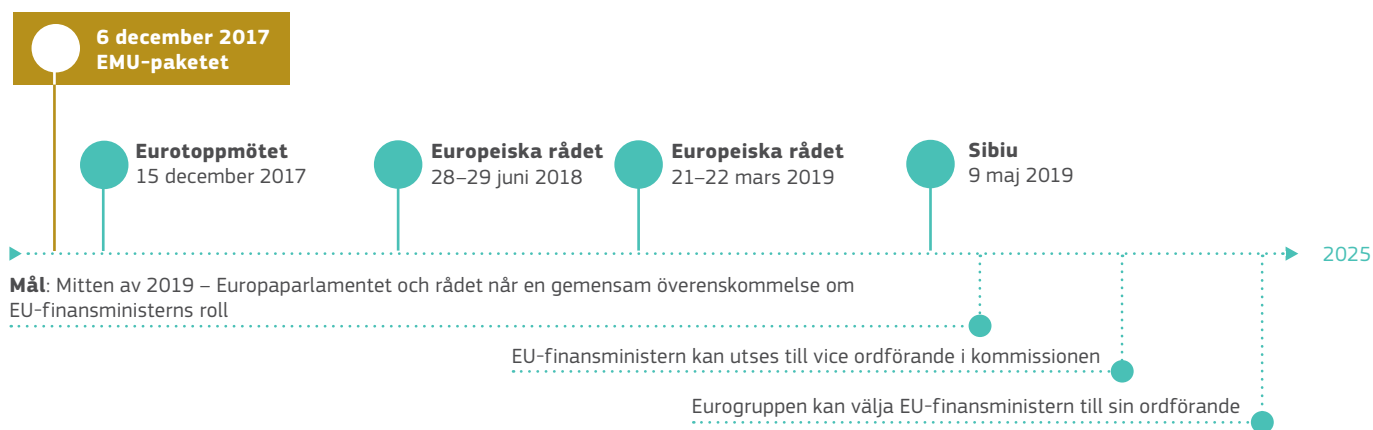 6 december 2017
EMU-paketet
Eurotoppmötet
15 december 2017
Europeiska rådet
28–29 juni 2018
Europeiska rådet
21–22 mars 2019
Sibiu
9 maj 2019
2025
Mål: Mitten av 2019 – Europaparlamentet och rådet når en gemensam överenskommelse om
EU-finansministerns roll
EU-finansministern kan utses till vice ordförande i kommissionen
Eurogruppen kan välja EU-finansministern till sin ordförande